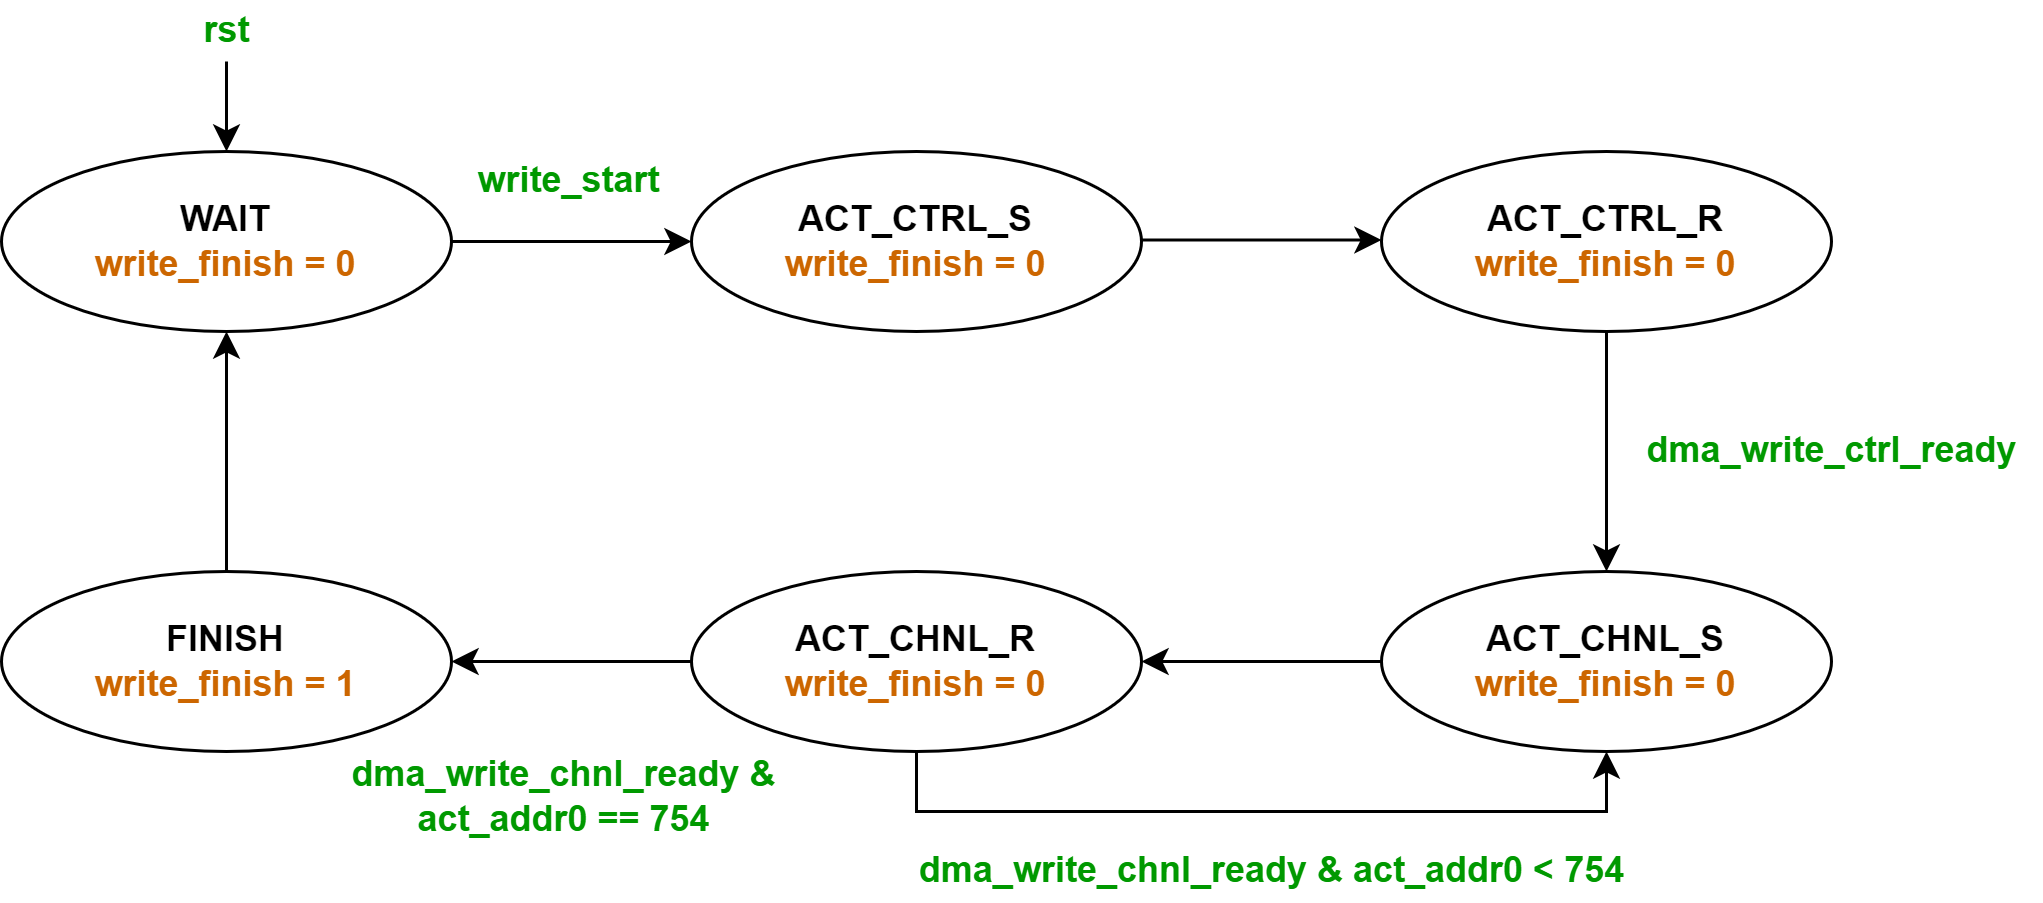 rst
write_start
WAIT
write_finish = 0
ACT_CTRL_S
write_finish = 0
ACT_CTRL_R
write_finish = 0
dma_write_ctrl_ready
FINISH
write_finish = 1
ACT_CHNL_R
write_finish = 0
ACT_CHNL_S
write_finish = 0
dma_write_chnl_ready &
act_addr0 == 754
dma_write_chnl_ready & act_addr0 < 754